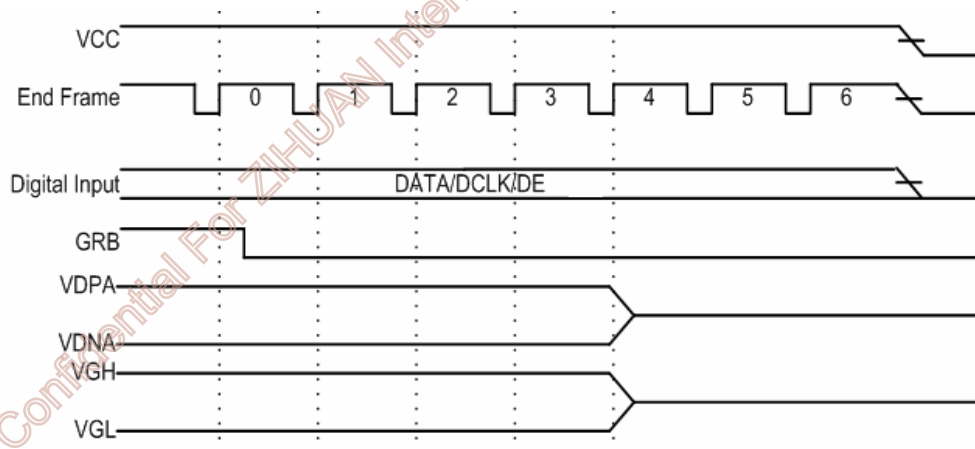 VCC
End Frame
0 1 2 3 4 5 6
Digital Input
DATA/DCLK/DE
GRB
VDPA
VDNA
VGH
VGL
Confidential For ZIHUAN